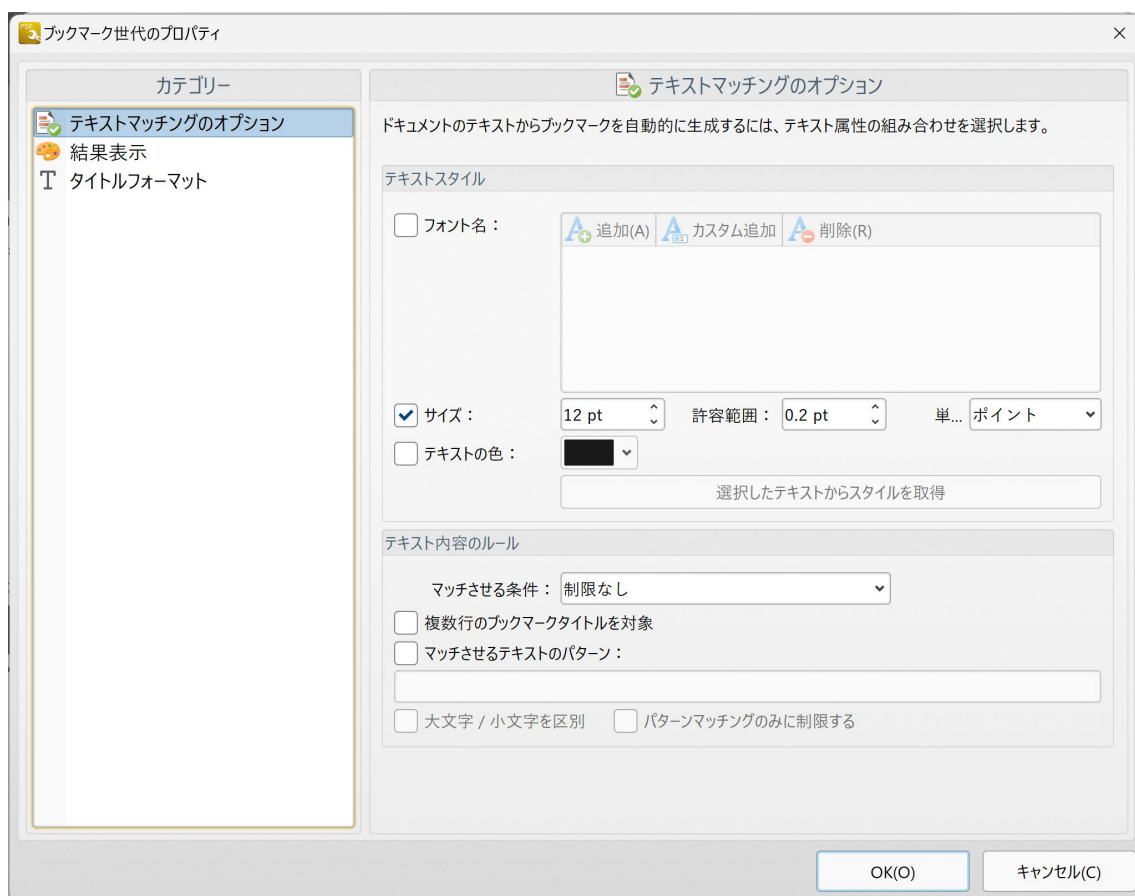 ブックマーク世代のプロパティ
カテゴリー
テキストマッチングのオプション
結果表示
タイトルフォーマット
テキストマッチングのオプション
ドキュメントのテキストからブックマークを自動的に生成するには、テキスト属性の組み合わせを選択します。
テキストスタイル
フォント名：
追加(A) カスタム追加 削除(R)
サイズ： 12 pt 許容範囲： 0.2 pt 単... ポイント
テキストの色：
選択したテキストからスタイルを取得
テキスト内容のルール
マッチさせる条件： 制限なし
複数行のブックマークタイトルを対象
マッチさせるテキストのパターン：
大文字 / 小文字を区別 パターンマッチングのみに制限する
OK(O) キャンセル(C)